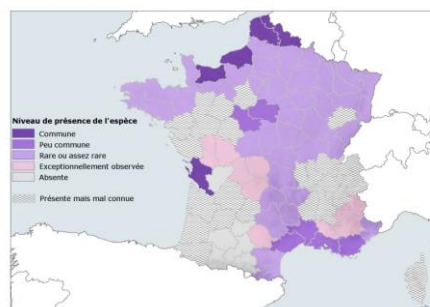 Niveau de présence de l'espèce
Commune
Peu commune
Rare ou assez rare
Exceptionnellement observée
Absente
Présente mais mal connue